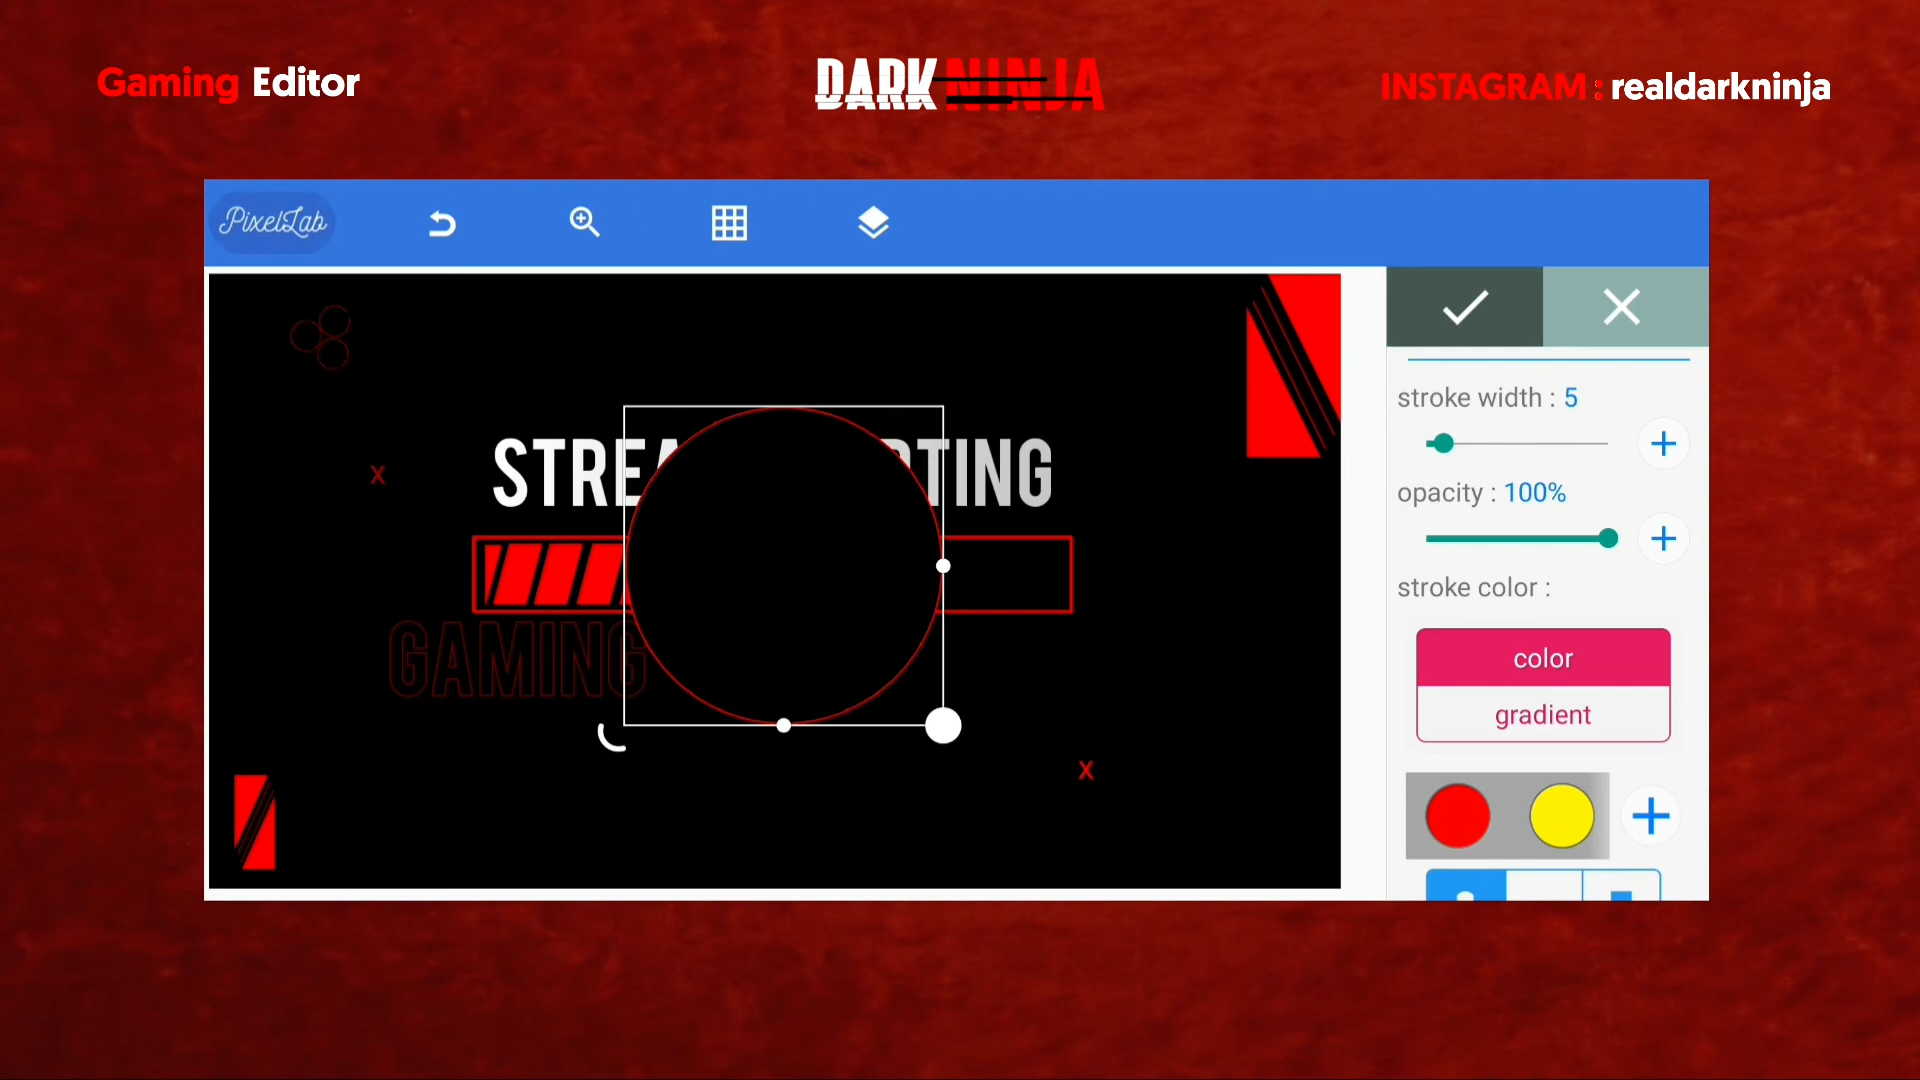 Gaming Editor
DARK NINJA
INSTAGRAM : realdarkninja
PixelLab
stroke width : 5
opacity : 100%
stroke color :
color
gradient
X
GAMING
X